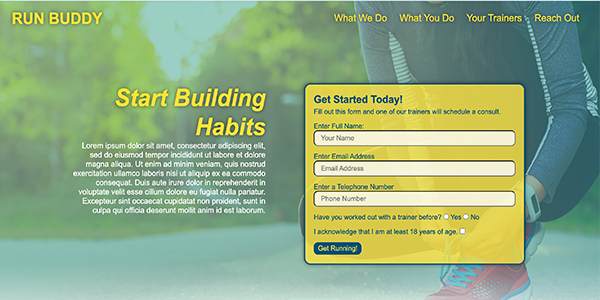 RUN BUDDY
What We Do What You Do Your Trainers Reach Out
Start Building
Habits
Lorem ipsum dolor sit amet, consectetur adipiscing elit,
sed do eiusmod tempor incididunt ut labore et dolore
magna aliqua. Ut enim ad minim veniam, quis nostrud
exercitation ullamco laboris nisi ut aliquip ex ea commodo
consequat. Duis aute irure dolor in reprehenderit in
voluptate velit esse cillum dolore eu fugiat nulla pariatur.
Excepteur sint occaecat cupidatat non proident, sunt in
culpa qui officia deserunt mollit anim id est laborum.
Get Started Today!
Fill out this form and one of our trainers will schedule a consult.
Enter Full Name:
Your Name
Enter Email Address
Email Address
Enter a Telephone Number
Phone Number
Have you worked out with a trainer before? Yes No
I acknowledge that I am at least 18 years of age.
Get Running!